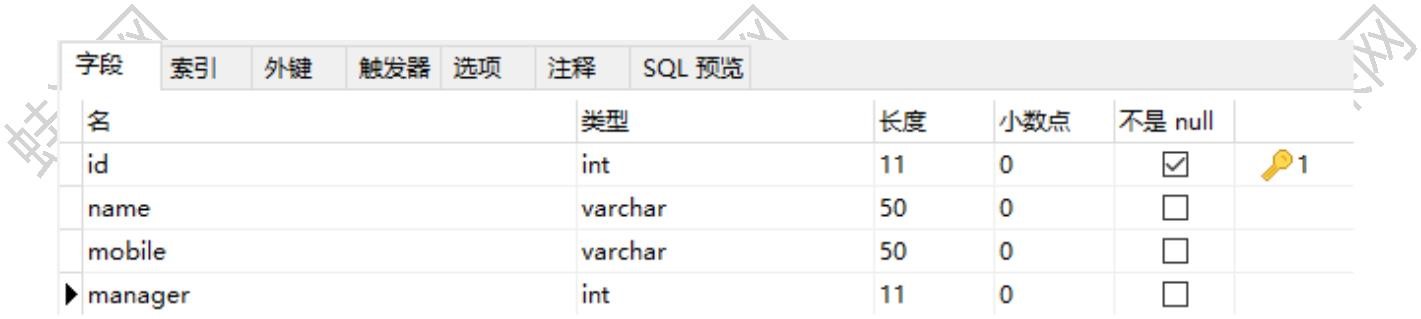 字段 索引 外键 触发器 选项 注释 SQL 预览
名 类型 长度 小数点 不是 null
id int 11 0 1
name varchar 50 0
mobile varchar 50 0
manager int 11 0